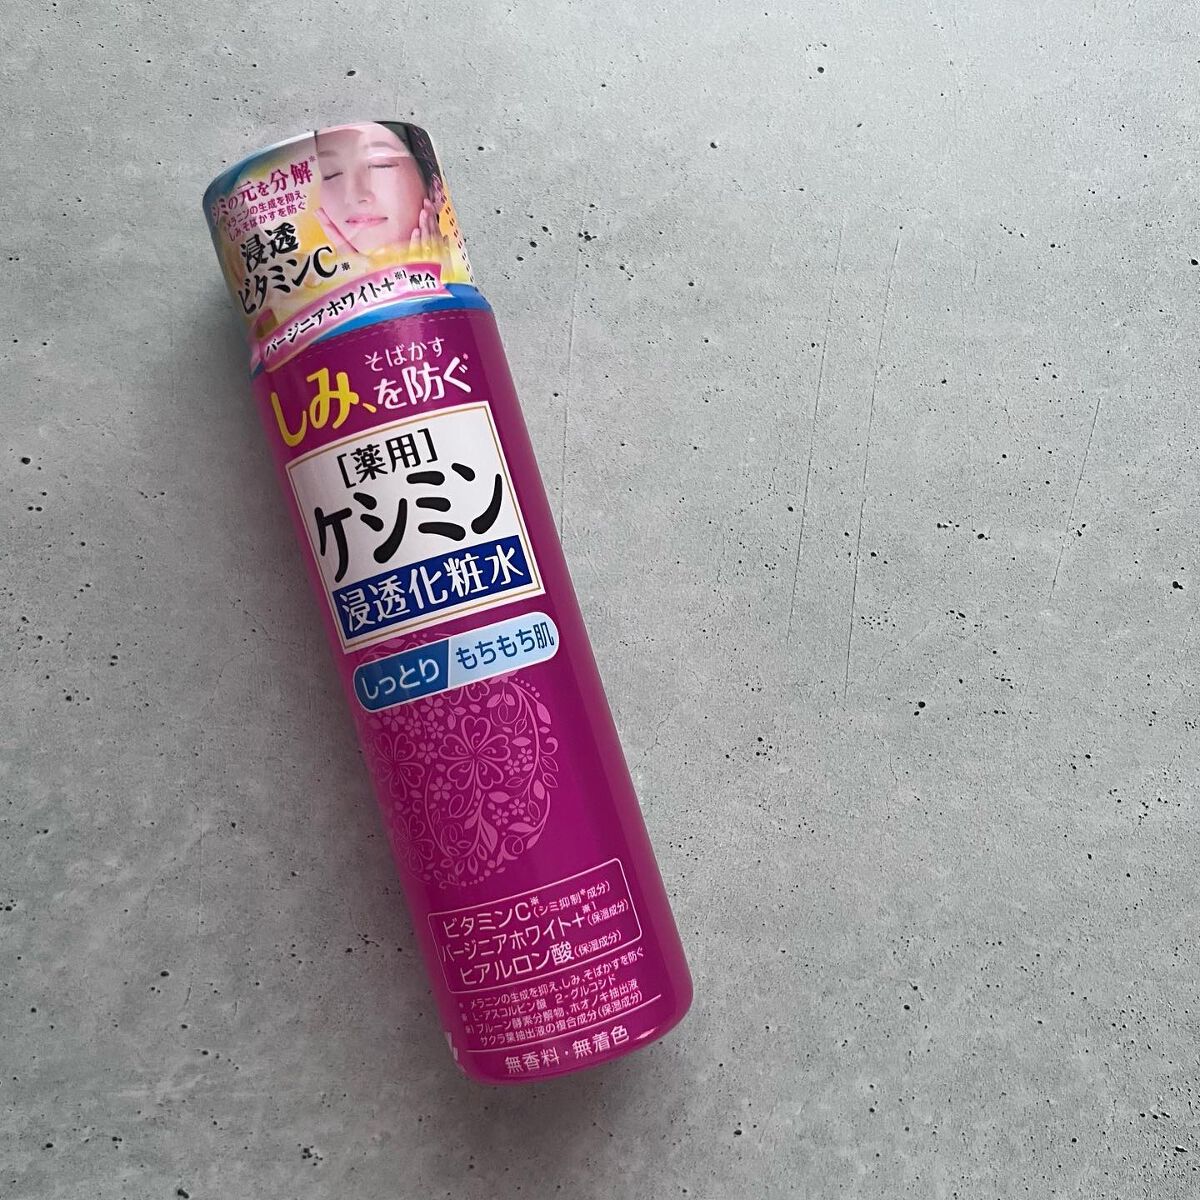 シミの元を分解※
*メラニンの生成を抑え、
しみ、そばかすを防ぐ
浸透
ビタミンC※
バージニアホワイト+※1配合
しみ、そばかすを防ぐ*
[薬用]
ケシミン
浸透化粧水
しっとり もちもち肌
ビタミンC※(シミ抑制*成分)
バージニアホワイト+※1(保湿成分)
ヒアルロン酸(保湿成分)
* メラニンの生成を抑え、しみ、そばかすを防ぐ
※ L-アスコルビン酸 2-グルコシド
※1 プルーン酵素分解物、ホオノキ抽出液
サクラ葉抽出液の複合成分(保湿成分)
無香料・無着色